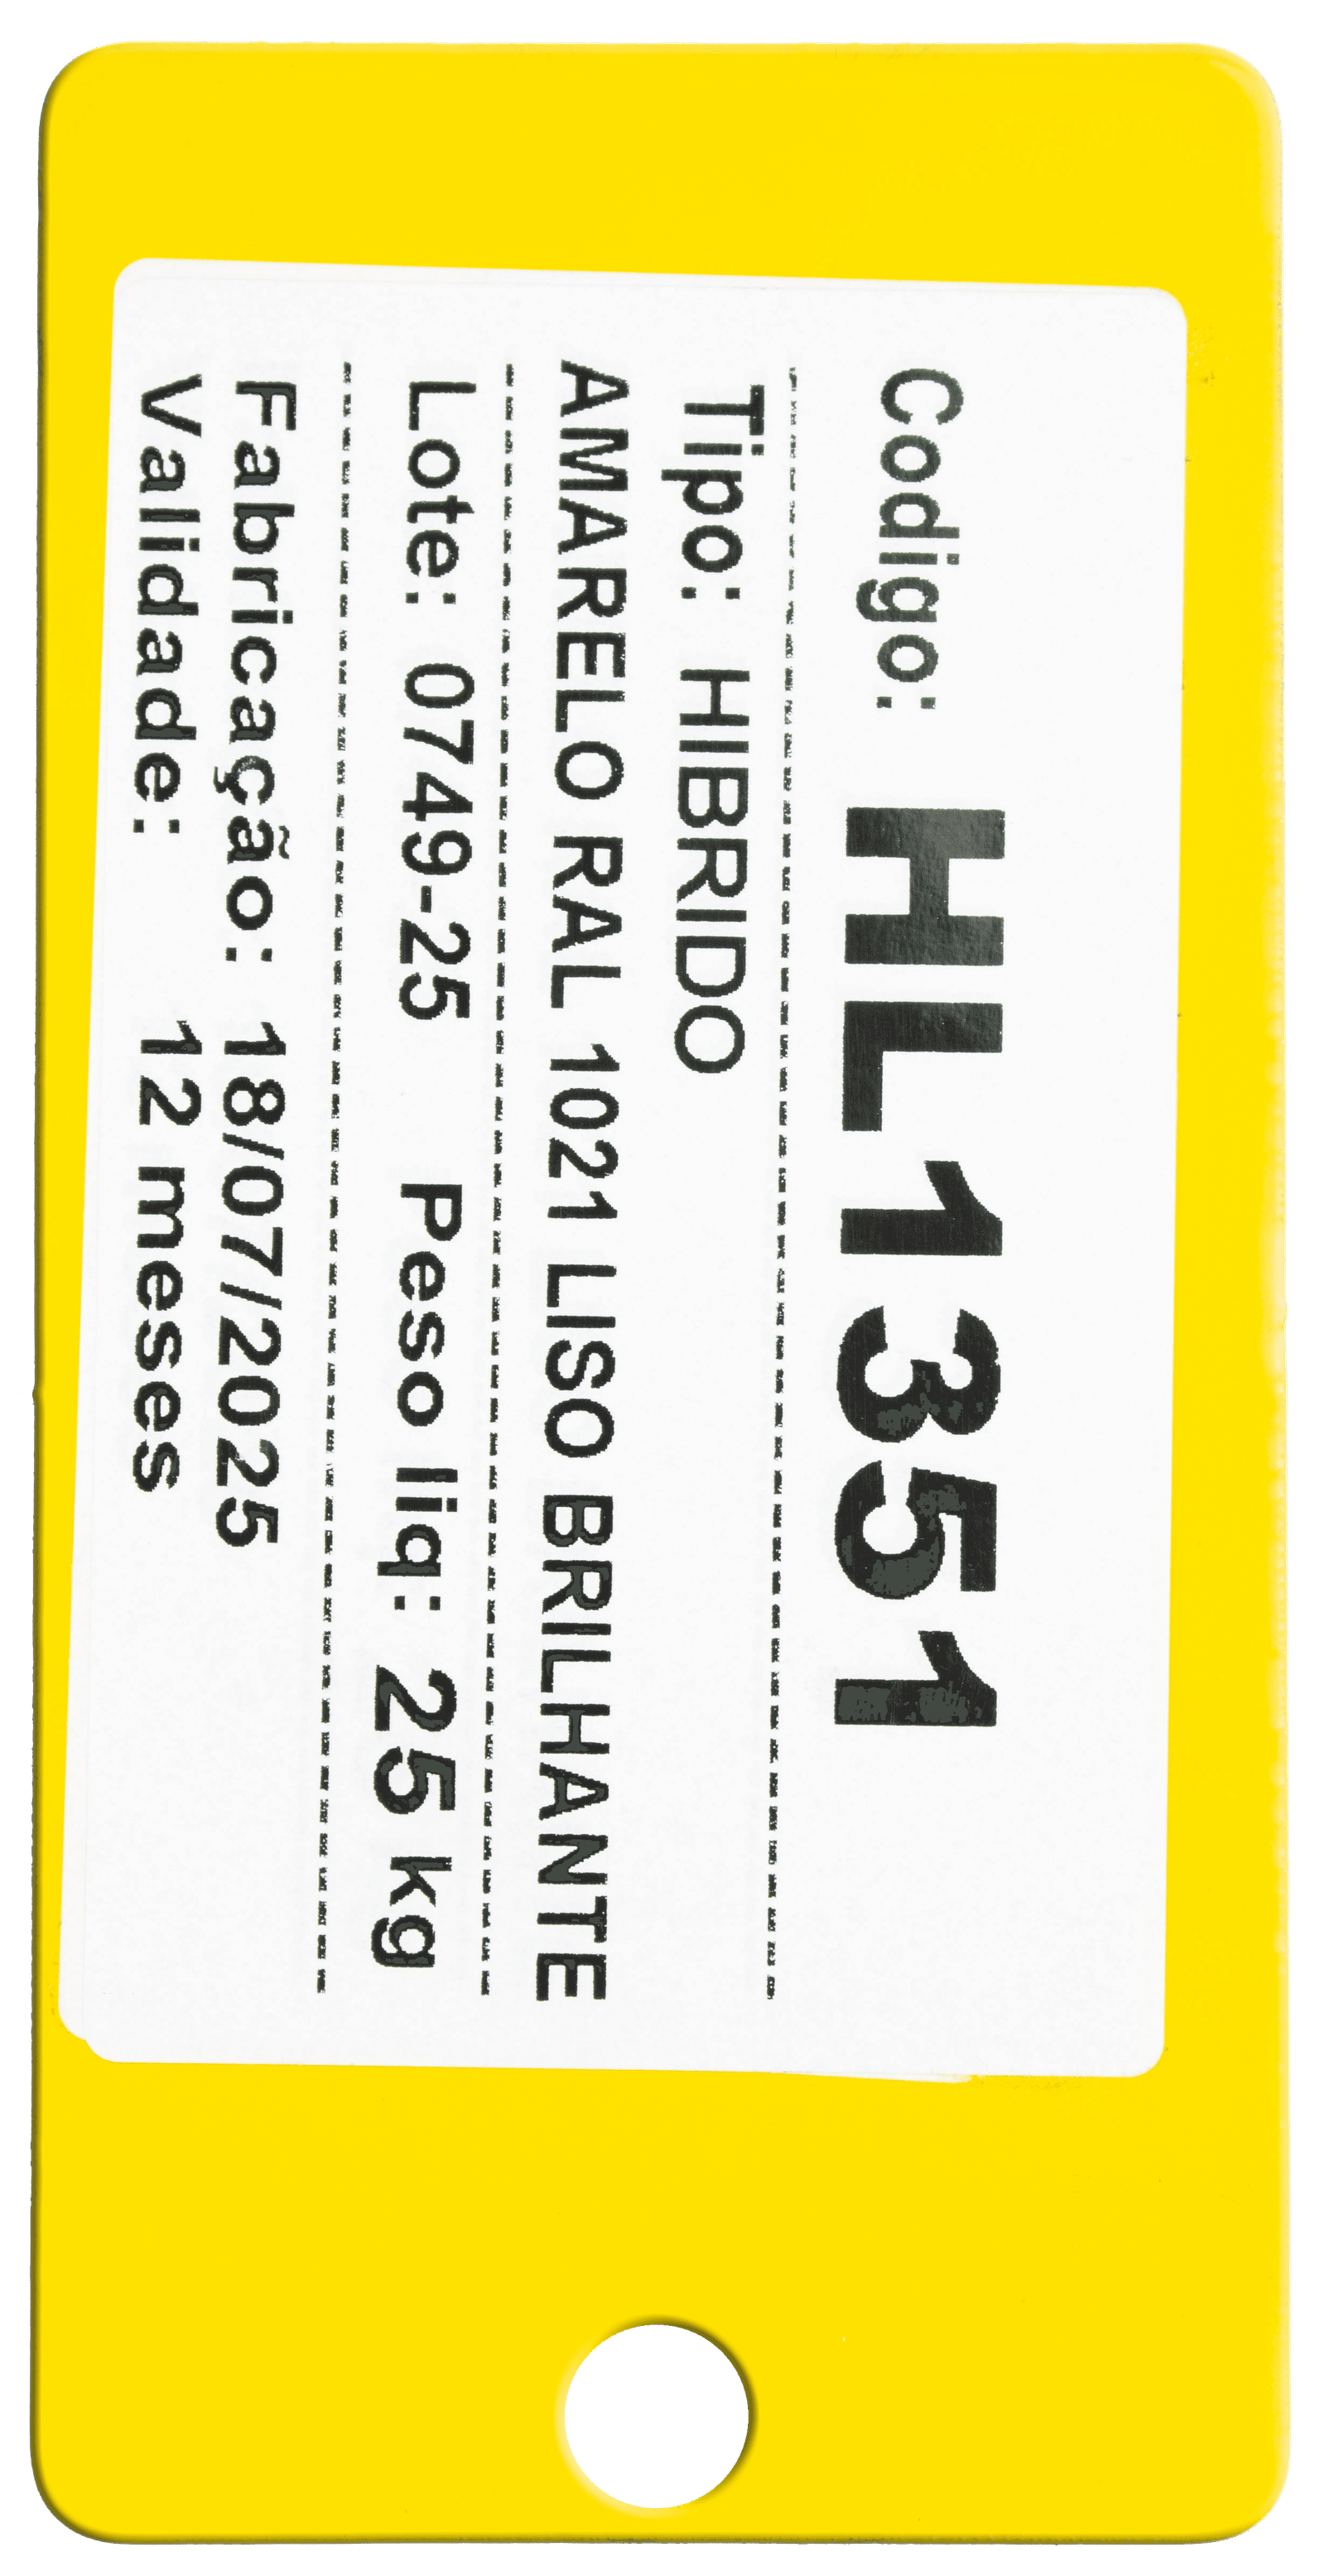 Codigo: HL1351
Tipo: HIBRIDO
AMARELO RAL 1021 LISO BRILHANTE
Lote: 0749-25 Peso liq: 25 kg
Fabricação: 18/07/2025
Validade: 12 meses